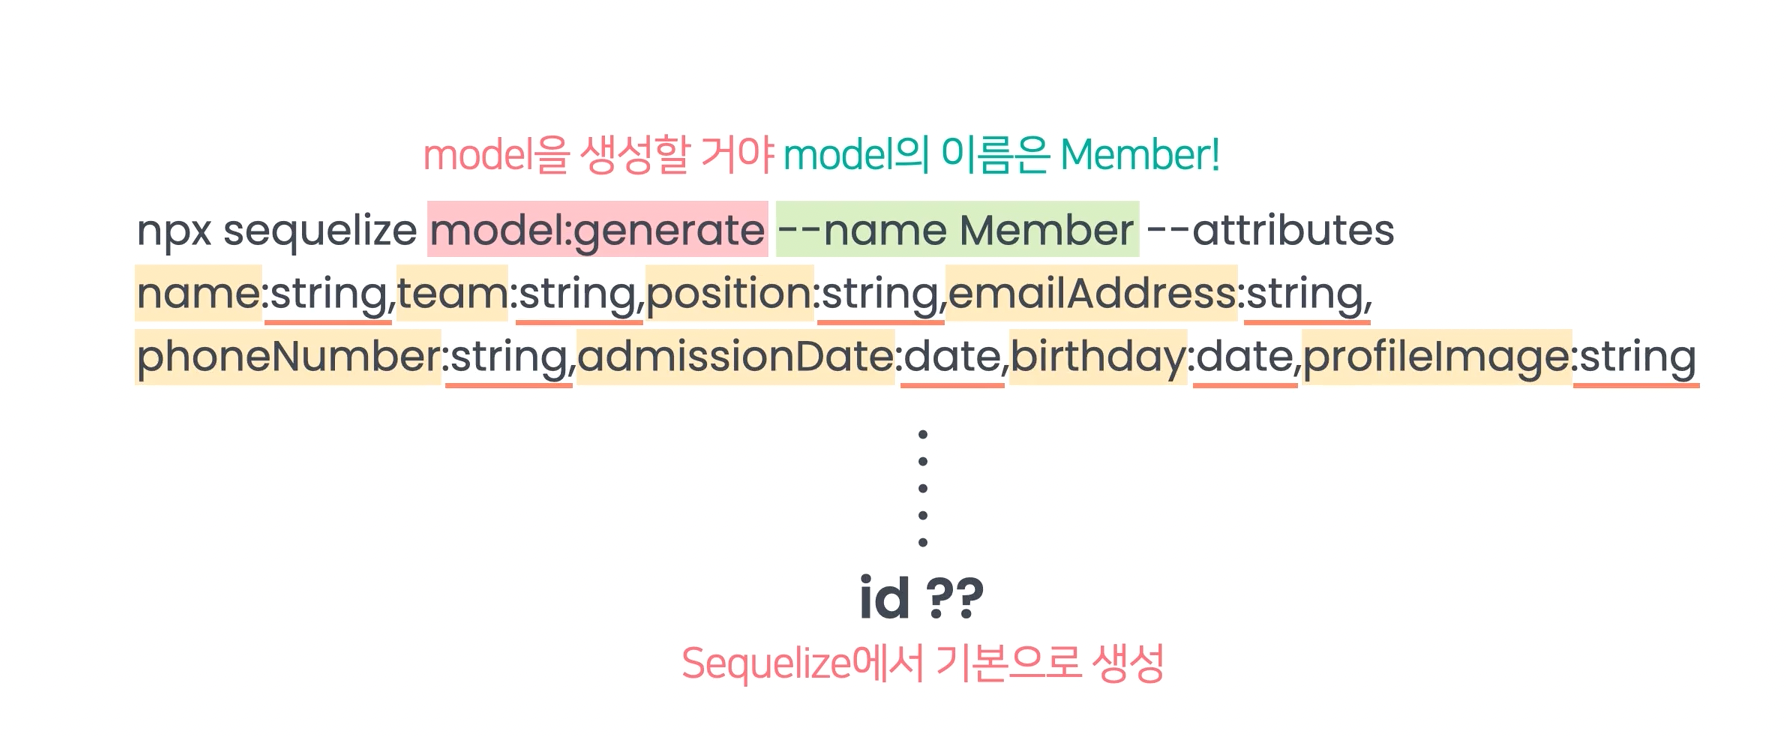 model을 생성할 거야 model의 이름은 Member!
npx sequelize model:generate --name Member --attributes
name:string,team:string,position:string,emailAddress:string,
phoneNumber:string,admissionDate:date,birthday:date,profileImage:string
id ??
Sequelize에서 기본으로 생성